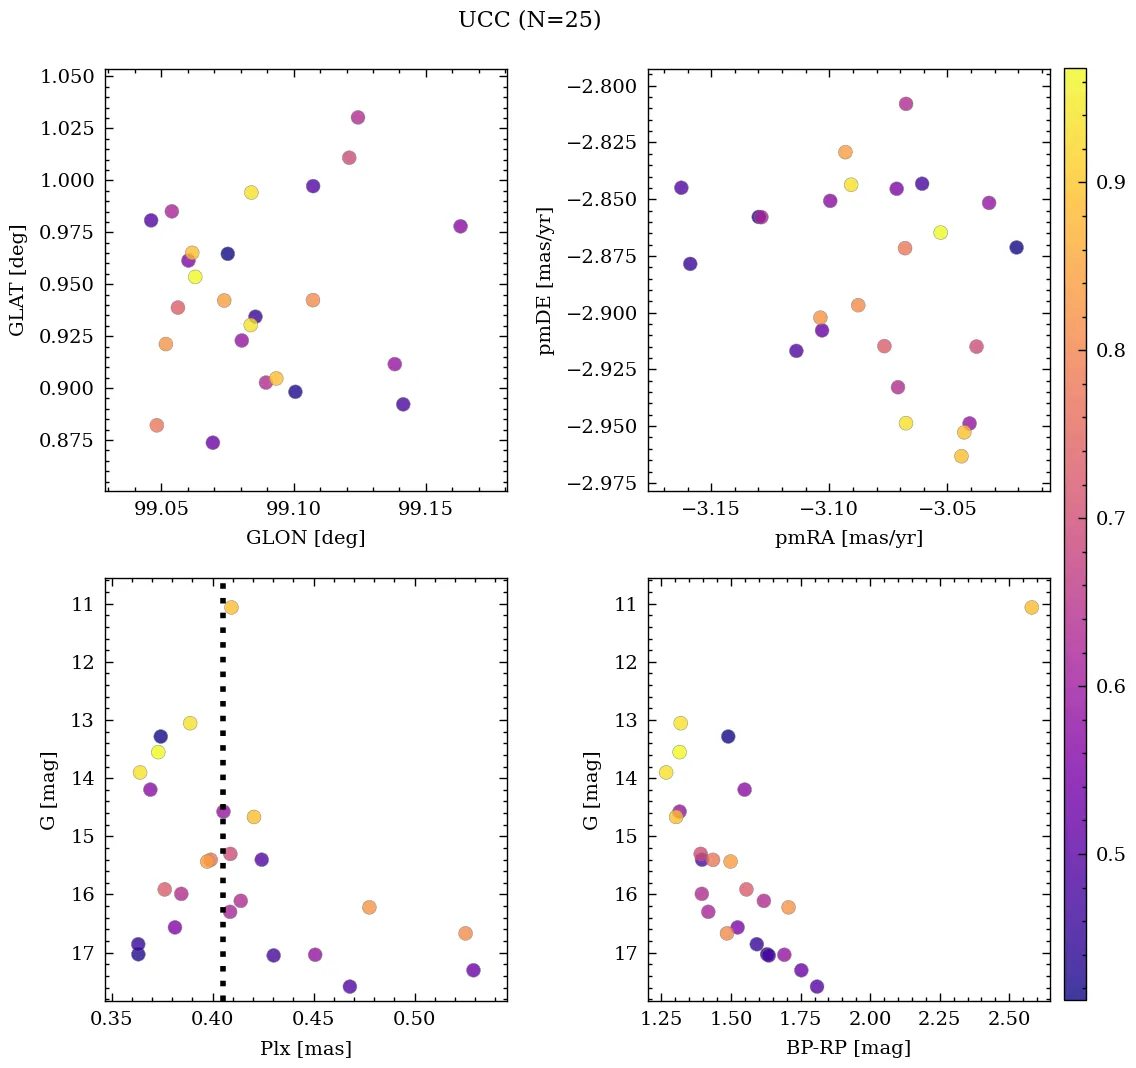 UCC (N=25)
1.050
1.025
1.000
0.975
0.950
0.925
0.900
0.875
GLAT [deg]
99.05 99.10 99.15
GLON [deg]
−2.800
−2.825
−2.850
−2.875
−2.900
−2.925
−2.950
−2.975
pmDE [mas/yr]
−3.15 −3.10 −3.05
pmRA [mas/yr]
0.9
0.8
0.7
0.6
0.5
11
12
13
14
15
16
17
G [mag]
0.35 0.40 0.45 0.50
Plx [mas]
11
12
13
14
15
16
17
G [mag]
1.25 1.50 1.75 2.00 2.25 2.50
BP-RP [mag]